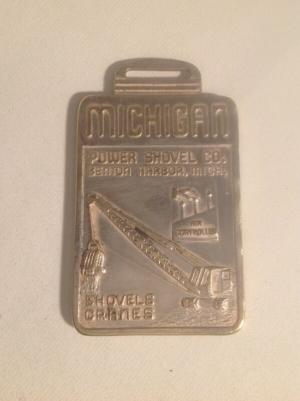 MICHIGAN
POWER SHOVEL CO.
BENTON HARBOR, MICH.
AIR
CONTROLLED
SHOVELS
CRANES